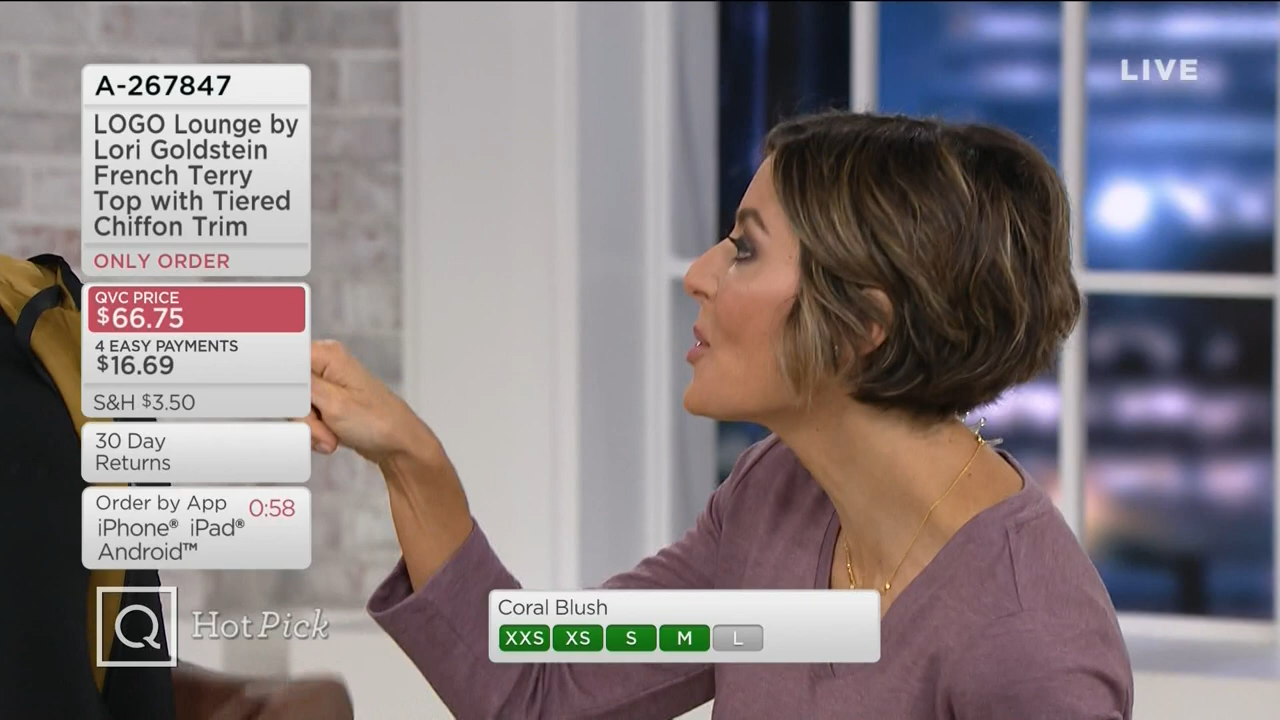 LIVE
A-267847
LOGO Lounge by
Lori Goldstein
French Terry
Top with Tiered
Chiffon Trim
ONLY ORDER
QVC PRICE
$66.75
4 EASY PAYMENTS
$16.69
S&H $3.50
30 Day
Returns
Order by App 0:58
iPhone® iPad®
Android™
Q Hot Pick
Coral Blush
XXS XS S M L